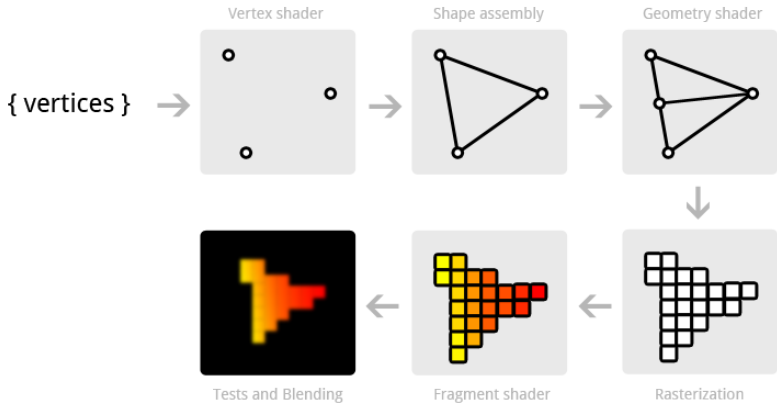 Vertex shader
Shape assembly
Geometry shader
{ vertices }
Tests and Blending
Fragment shader
Rasterization